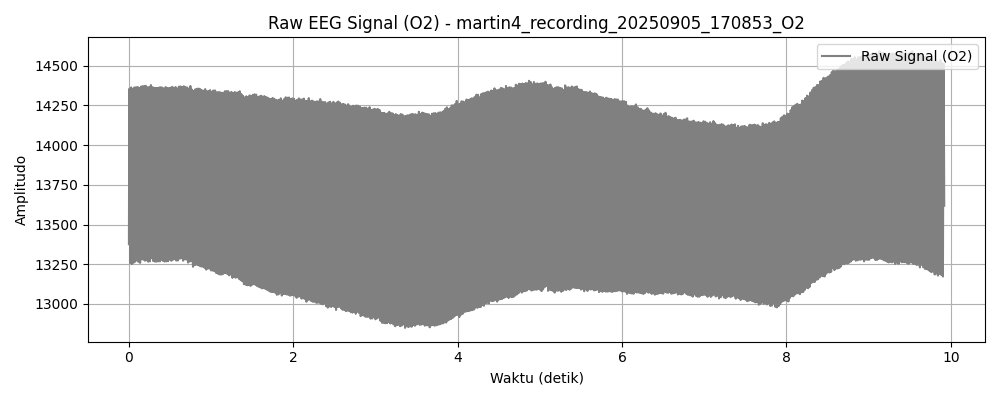 Raw EEG Signal (O2) - martin4_recording_20250905_170853_O2
Raw Signal (O2)
Amplitudo
14500
14250
14000
13750
13500
13250
13000
0 2 4 6 8 10
Waktu (detik)